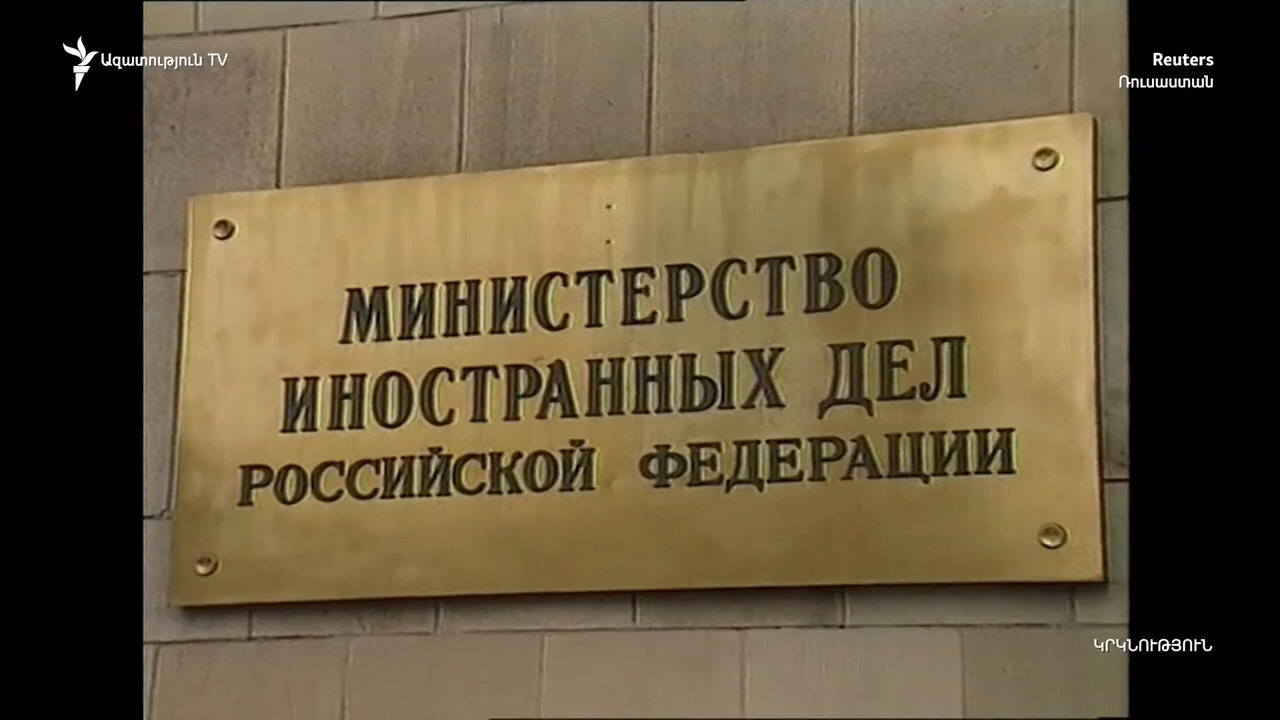 Ազատություն TV
Reuters
Ռուսաստան
МИНИСТЕРСТВО
ИНОСТРАННЫХ ДЕЛ
РОССИЙСКОЙ ФЕДЕРАЦИИ
ԿՐԿՆՈՒԹՅՈՒՆ